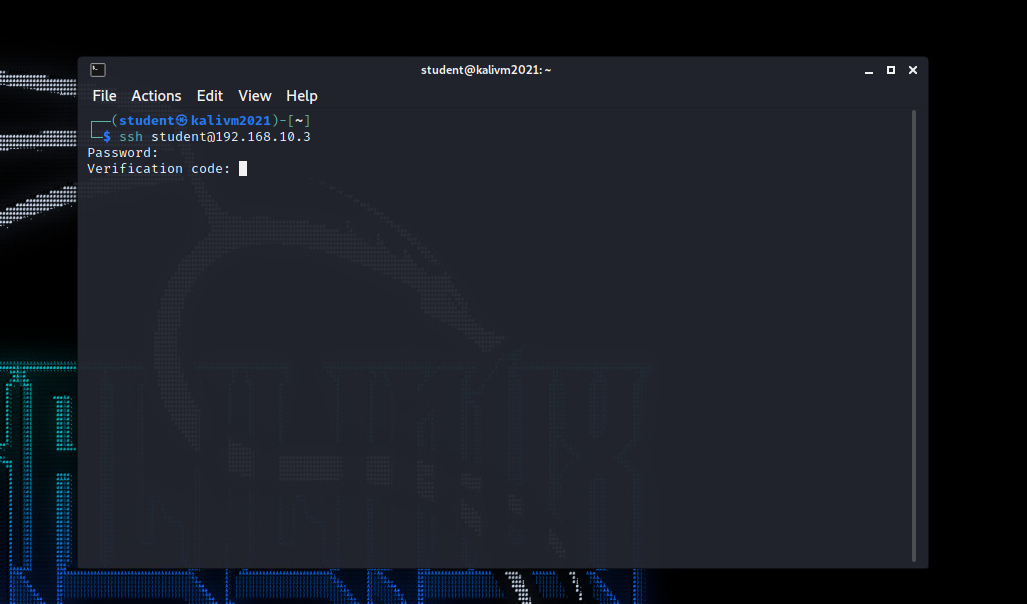 student@kalivm2021: ~
File Actions Edit View Help
┌──(student㉿kalivm2021)-[~]
└─$ ssh student@192.168.10.3
Password:
Verification code: